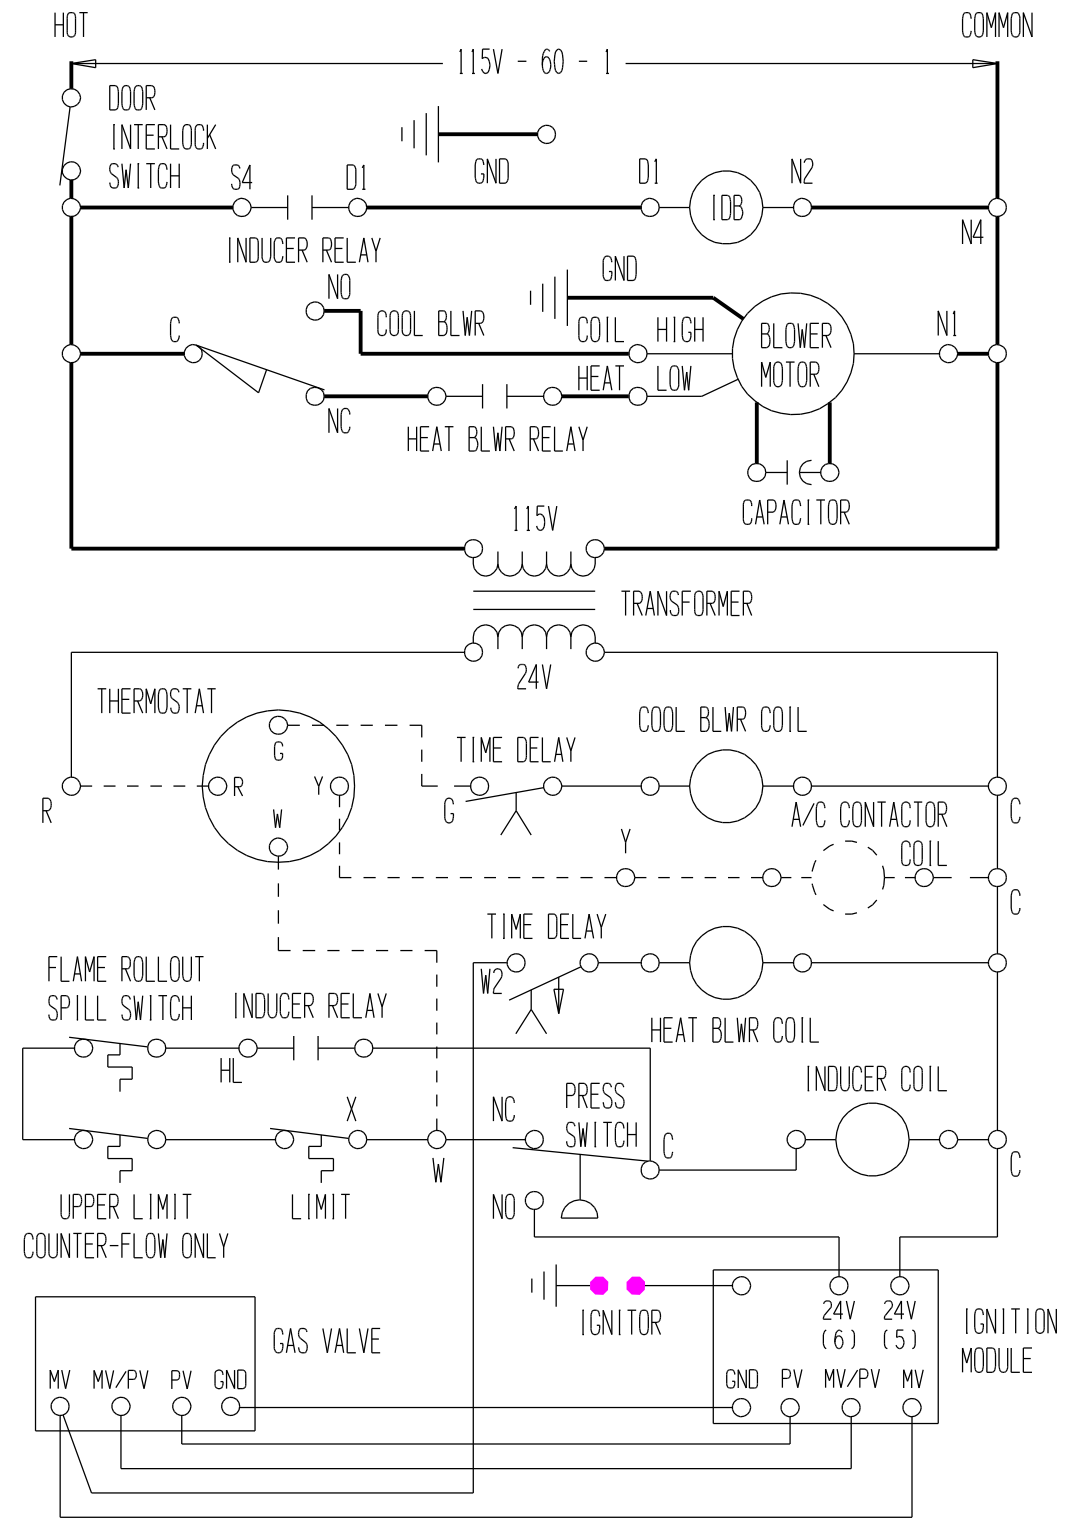 HOT
COMMON
115V - 60 - 1
DOOR
INTERLOCK
SWITCH
GND
S4
D1
D1
N2
IDB
N4
INDUCER RELAY
NO
GND
C
COOL BLWR
COIL
HIGH
BLOWER
MOTOR
N1
HEAT
LOW
NC
HEAT BLWR RELAY
CAPACITOR
115V
TRANSFORMER
24V
THERMOSTAT
COOL BLWR COIL
G
TIME DELAY
R
R
Y
G
C
W
A/C CONTACTOR
COIL
Y
C
TIME DELAY
W2
FLAME ROLLOUT
SPILL SWITCH
INDUCER RELAY
HEAT BLWR COIL
HL
INDUCER COIL
X
NC
PRESS
SWITCH
C
W
C
UPPER LIMIT
COUNTER-FLOW ONLY
LIMIT
NO
IGNITOR
24V
(6)
24V
(5)
IGNITION
MODULE
GAS VALVE
MV
MV/PV
PV
GND
GND
PV
MV/PV
MV